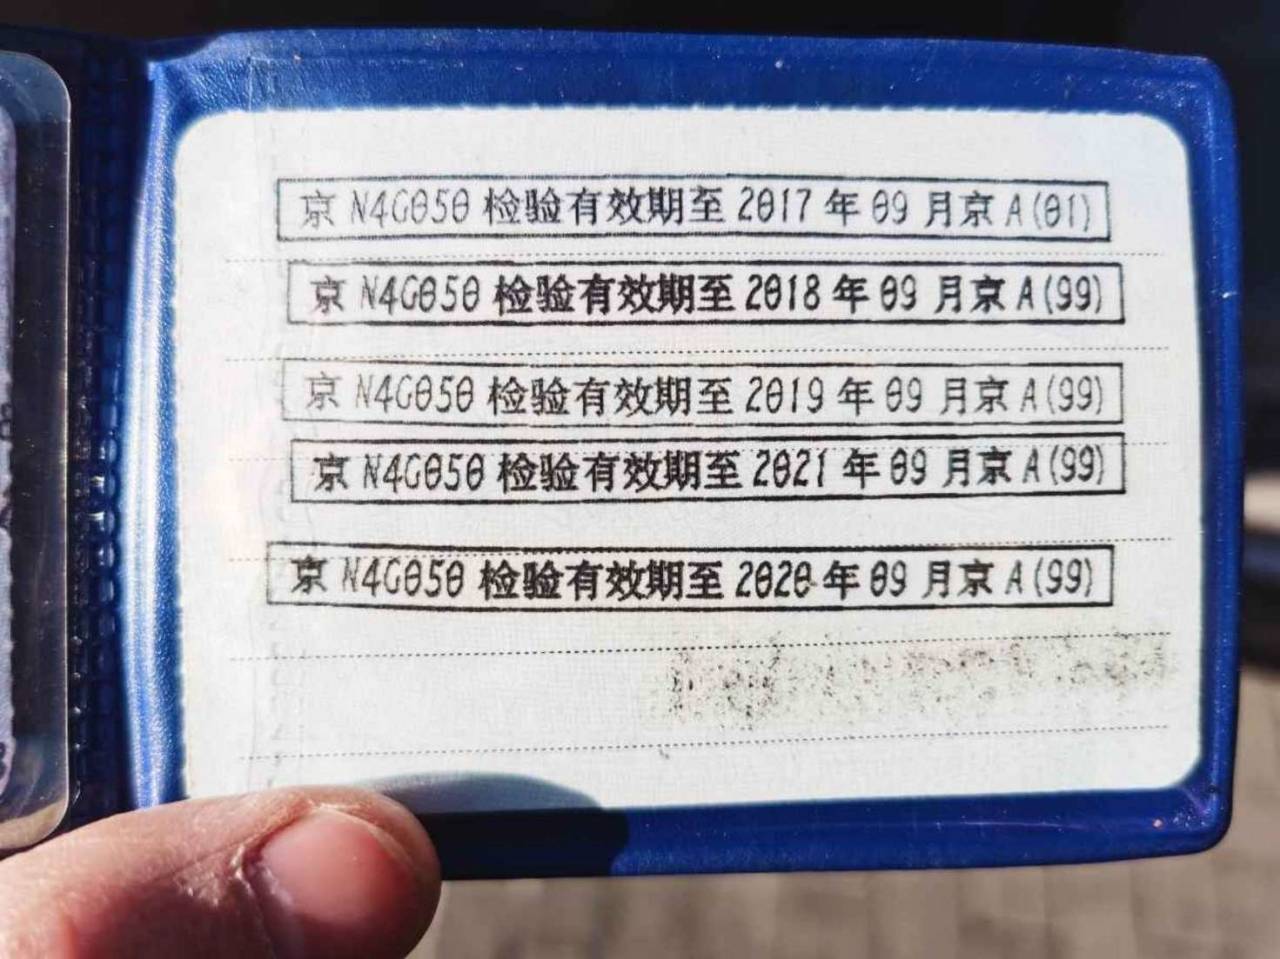 京 N4G050 检验有效期至 2017 年 09 月京 A(01)
京 N4G050 检验有效期至 2018 年 09 月京 A(99)
京 N4G050 检验有效期至 2019 年 09 月京 A(99)
京 N4G050 检验有效期至 2021 年 09 月京 A(99)
京 N4G050 检验有效期至 2020 年 09 月京 A(99)